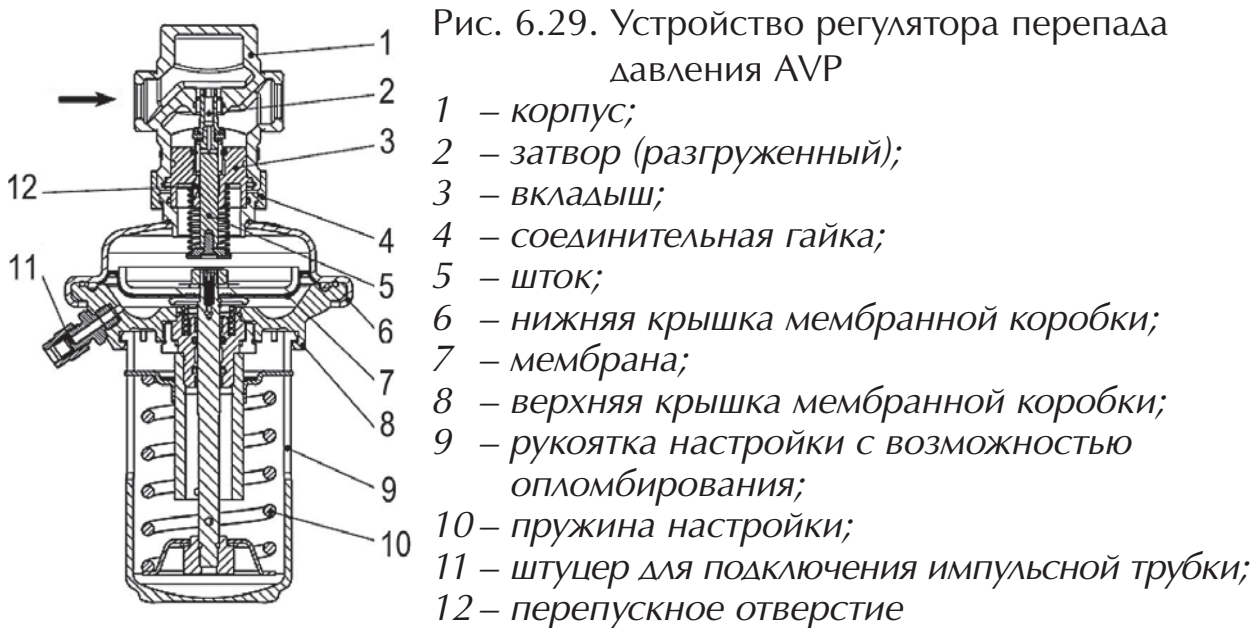 Рис. 6.29. Устройство регулятора перепада
давления AVP
1 – корпус;
2 – затвор (разгруженный);
3 – вкладыш;
4 – соединительная гайка;
5 – шток;
6 – нижняя крышка мембранной коробки;
7 – мембрана;
8 – верхняя крышка мембранной коробки;
9 – рукоятка настройки с возможностью
опломбирования;
10 – пружина настройки;
11 – штуцер для подключения импульсной трубки;
12 – перепускное отверстие
1
2
3
12
4
11
5
6
7
8
9
10